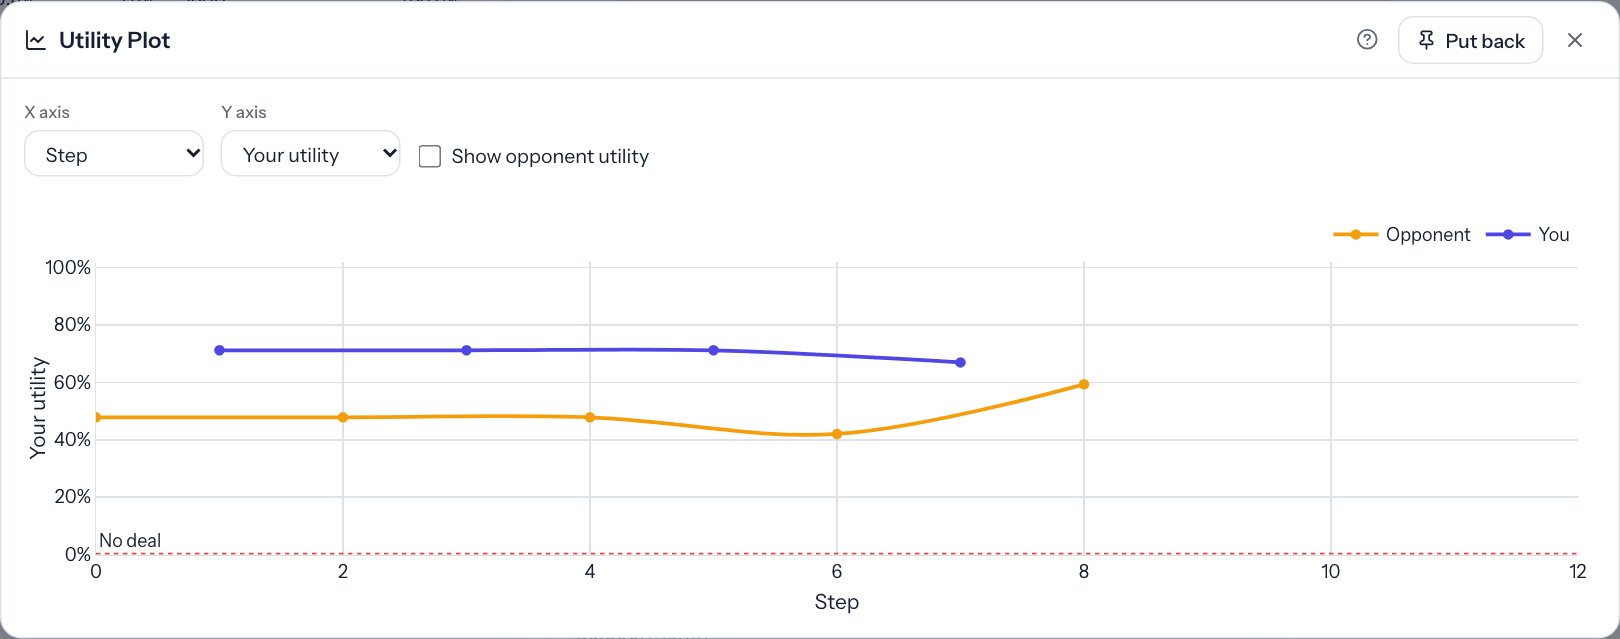 Utility Plot
Put back
X axis
Y axis
Step
Your utility
Show opponent utility
Opponent
You
100%
80%
60%
40%
20%
0%
Your utility
No deal
0
2
4
6
8
10
12
Step